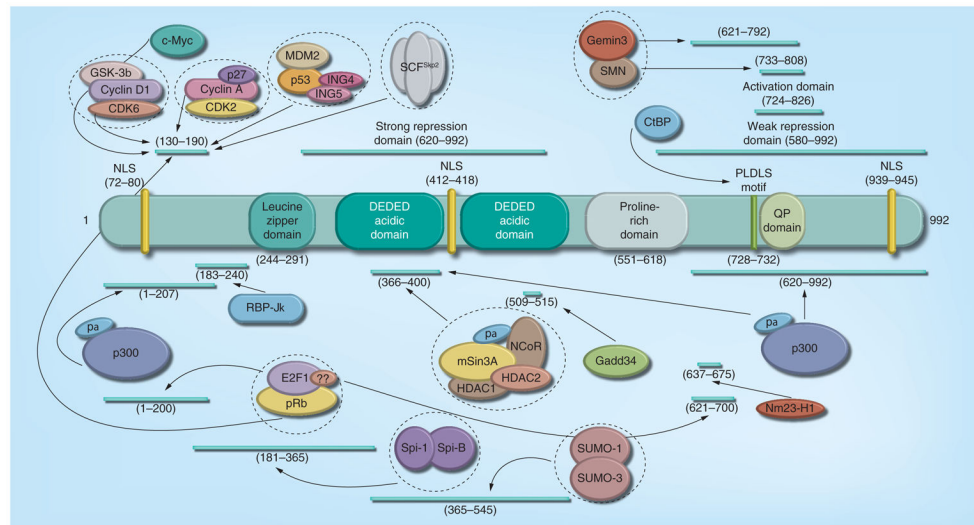 c-Myc
GSK-3b
Cyclin D1
CDK6
p27
Cyclin A
CDK2
MDM2
p53
ING4
ING5
SCFSkp2
Gemin3
SMN
(621–792)
(733–808)
Activation domain
(724–826)
CtBP
(130–190)
Strong repression
domain (620–992)
Weak repression
domain (580–992)
NLS
(72–80)
NLS
(412–418)
PLDLS
motif
NLS
(939–945)
1
Leucine
zipper
domain
DEDED
acidic
domain
DEDED
acidic
domain
Proline-
rich
domain
QP
domain
992
(244–291)
(551–618)
(728–732)
(183–240)
(1–207)
RBP-Jk
(366–400)
(509–515)
(620–992)
pa
p300
pa
NCoR
mSin3A
HDAC1
HDAC2
Gadd34
pa
p300
E2F1
??
pRb
(1–200)
(637–675)
(621–700)
Nm23-H1
(181–365)
Spi-1
Spi-B
SUMO-1
SUMO-3
(365–545)